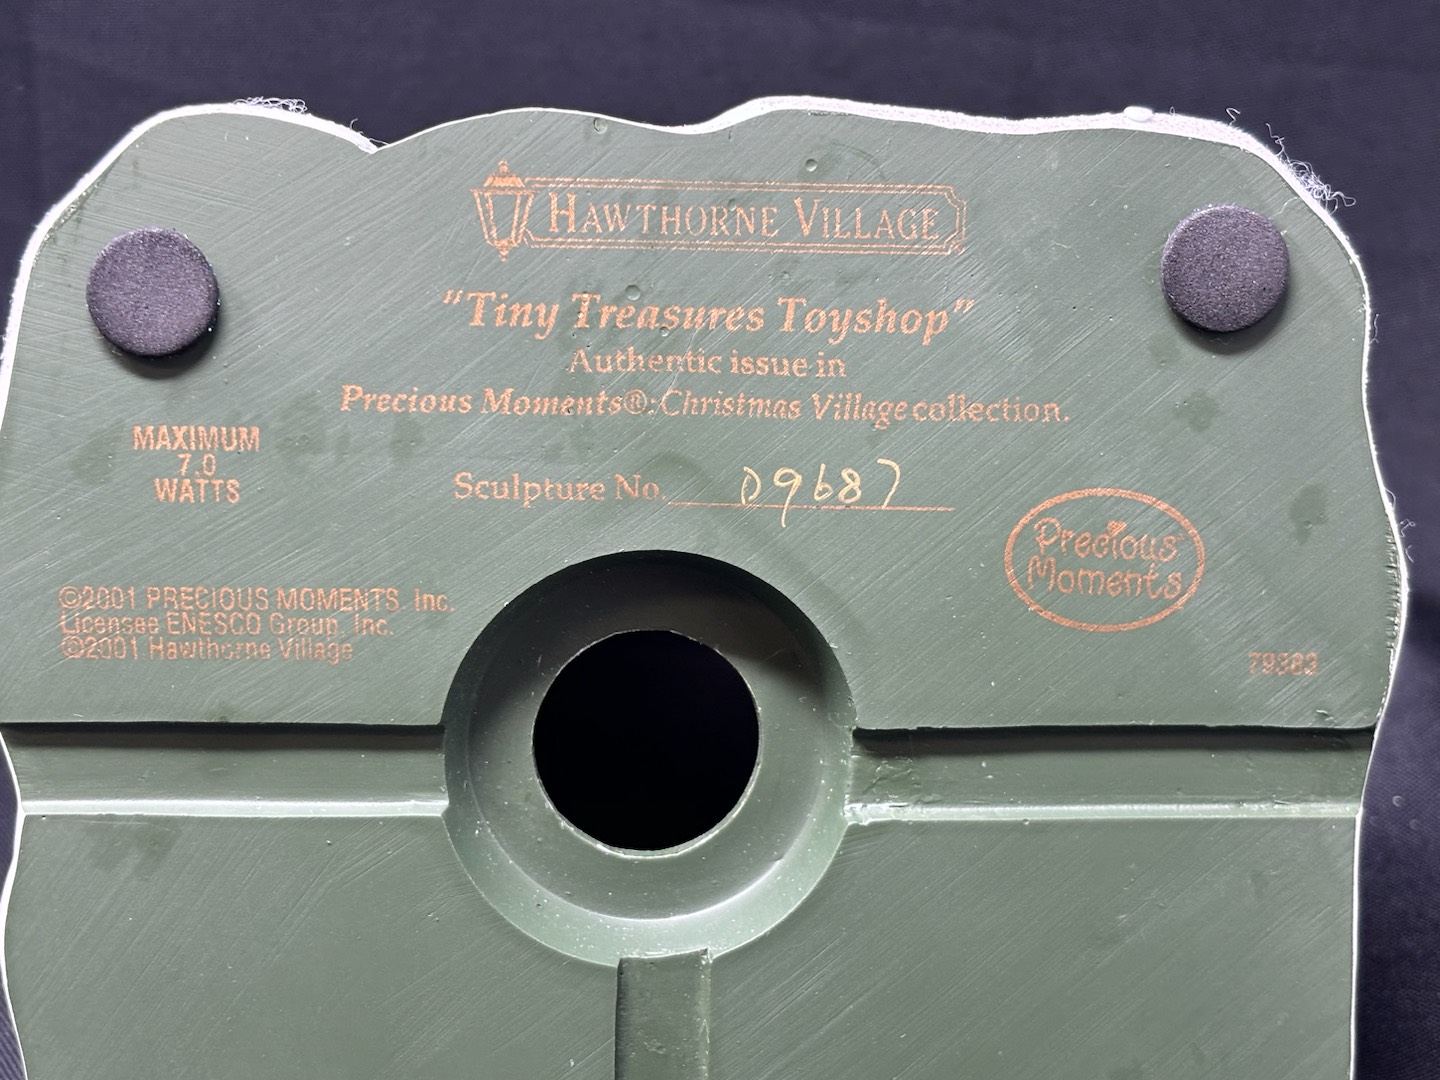 HAWTHORNE VILLAGE
"Tiny Treasures Toyshop"
Authentic issue in
Precious Moments®: Christmas Village collection.
MAXIMUM
7.0
WATTS
Sculpture No. D9687
Precious
Moments
©2001 PRECIOUS MOMENTS Inc.
Licensee ENESCO Group, Inc.
©2001 Hawthorne Village
79383